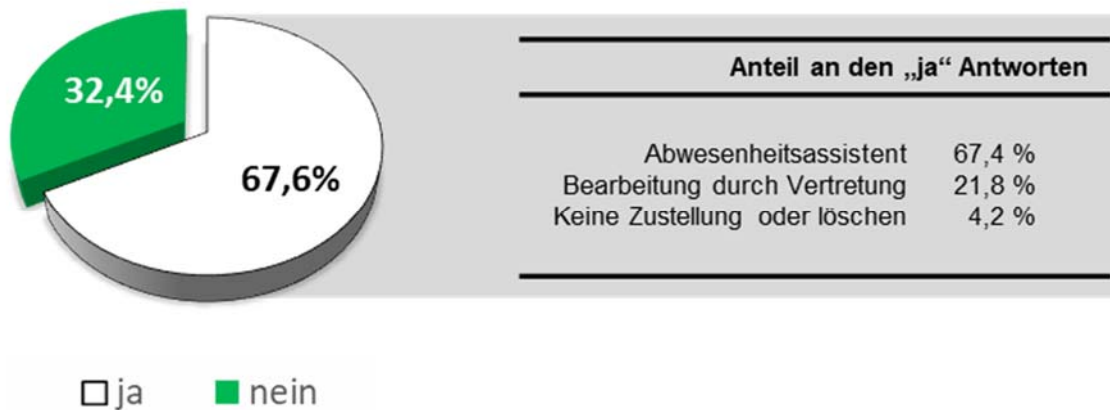 32,4%
67,6%
Anteil an den „ja“ Antworten
Abwesenheitsassistent 67,4 %
Bearbeitung durch Vertretung 21,8 %
Keine Zustellung oder löschen 4,2 %
ja nein